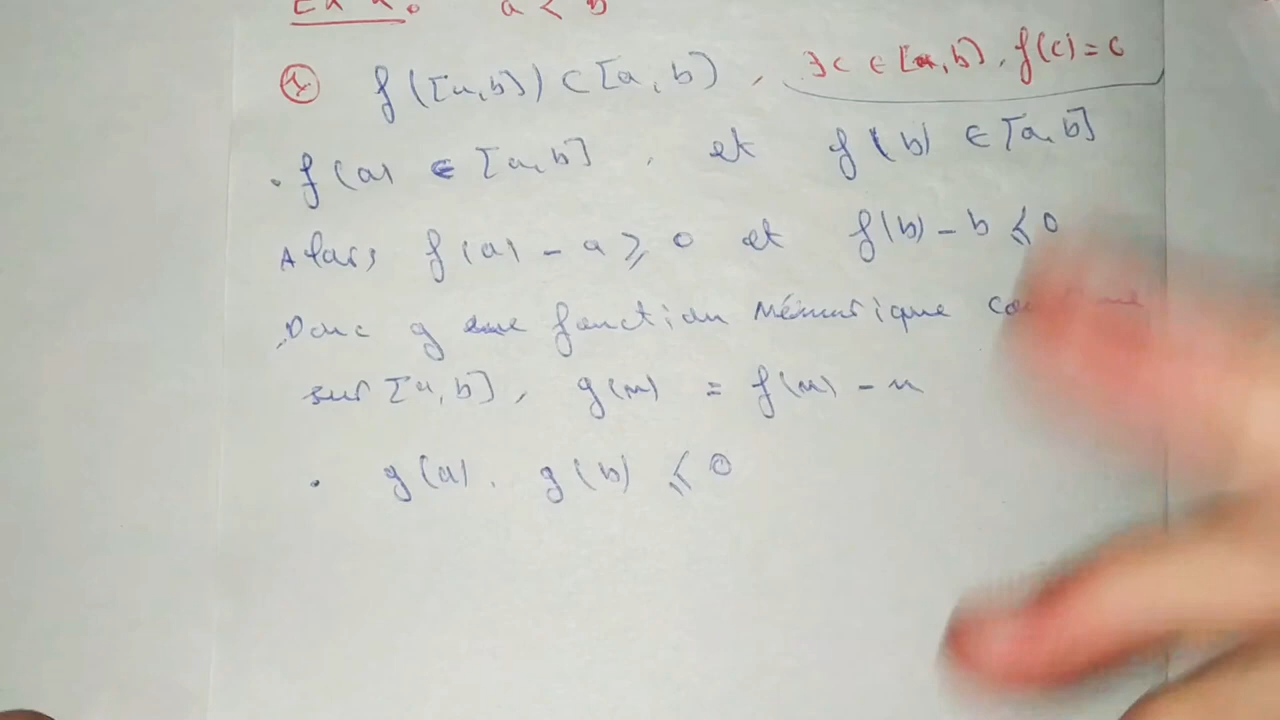 a < b
① f([a,b]) ⊂ [a,b], ∃c ∈ [a,b], f(c)=c
• f(a) ∈ [a,b], et f(b) ∈ [a,b]
Alors f(a) - a ⩾ 0 et f(b) - b ⩽ 0
Donc g une fonction numérique
sur [a,b], g(x) = f(x) - x
• g(a). g(b) ⩽ 0